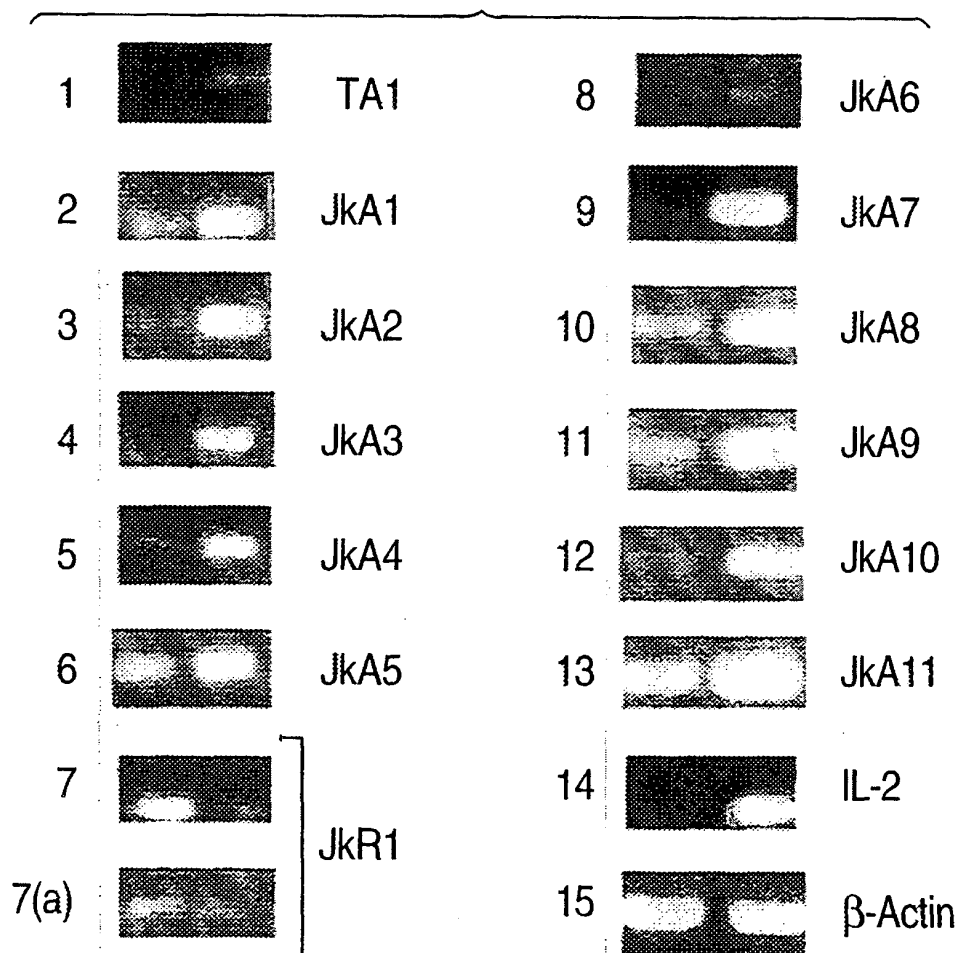 1 TA1
2 JkA1
3 JkA2
4 JkA3
5 JkA4
6 JkA5
7
JkR1
7(a)
8 JkA6
9 JkA7
10 JkA8
11 JkA9
12 JkA10
13 JkA11
14 IL-2
15 β-Actin